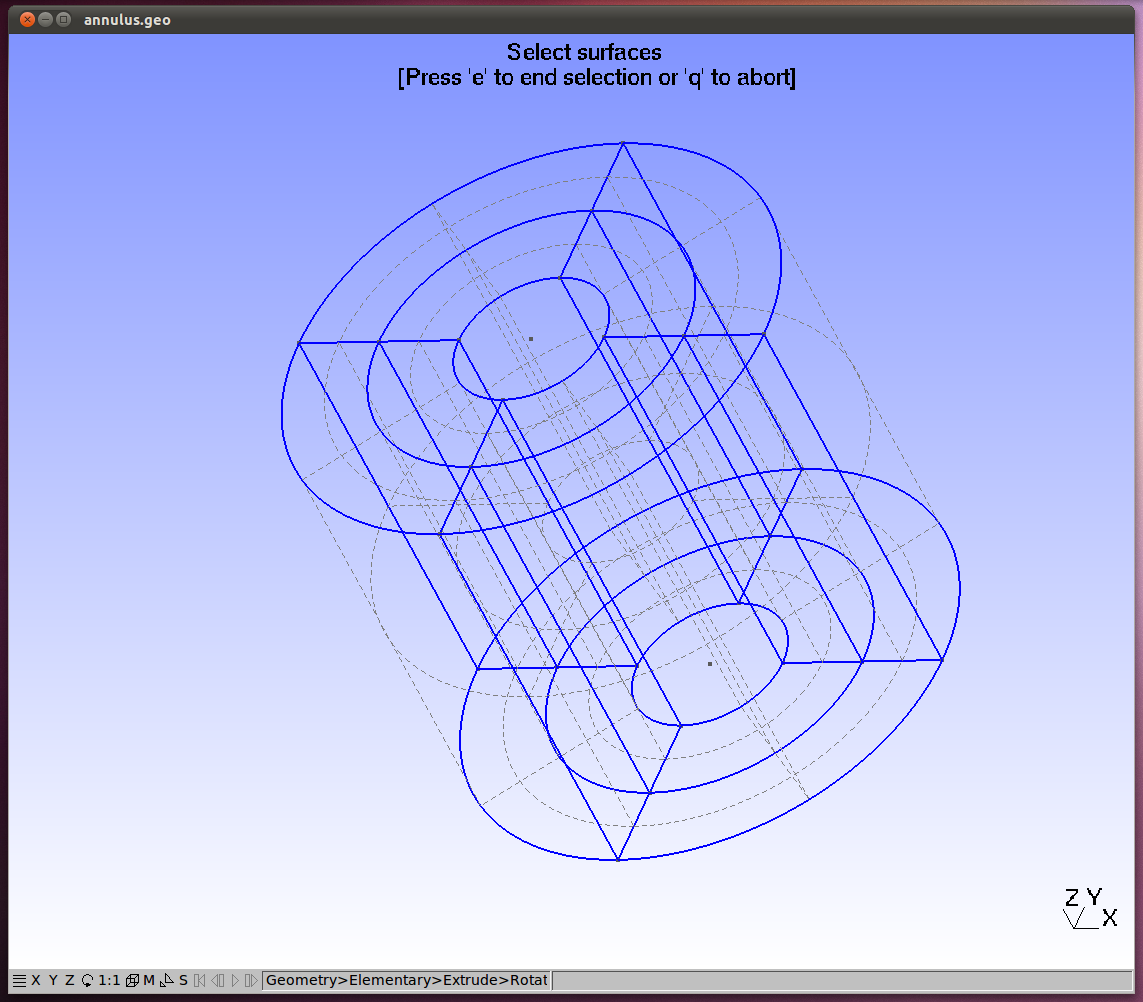 annulus.geo
Select surfaces
[Press 'e' to end selection or 'q' to abort]
Z Y
X
X Y Z 1:1 M S Geometry>Elementary>Extrude>Rotat